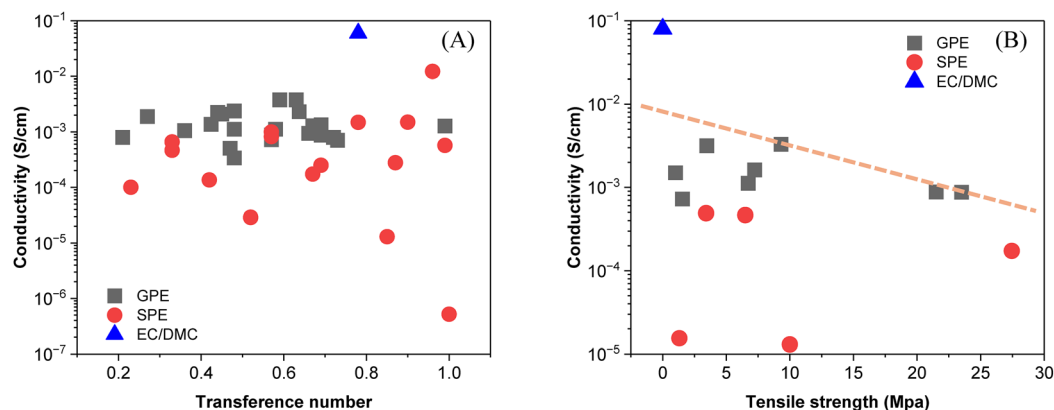 (A)
Conductivity (S/cm)
10⁻¹
10⁻²
10⁻³
10⁻⁴
10⁻⁵
10⁻⁶
10⁻⁷
GPE
SPE
EC/DMC
0.2 0.4 0.6 0.8 1.0
Transference number
(B)
Conductivity (S/cm)
10⁻¹
10⁻²
10⁻³
10⁻⁴
10⁻⁵
GPE
SPE
EC/DMC
0 5 10 15 20 25 30
Tensile strength (Mpa)